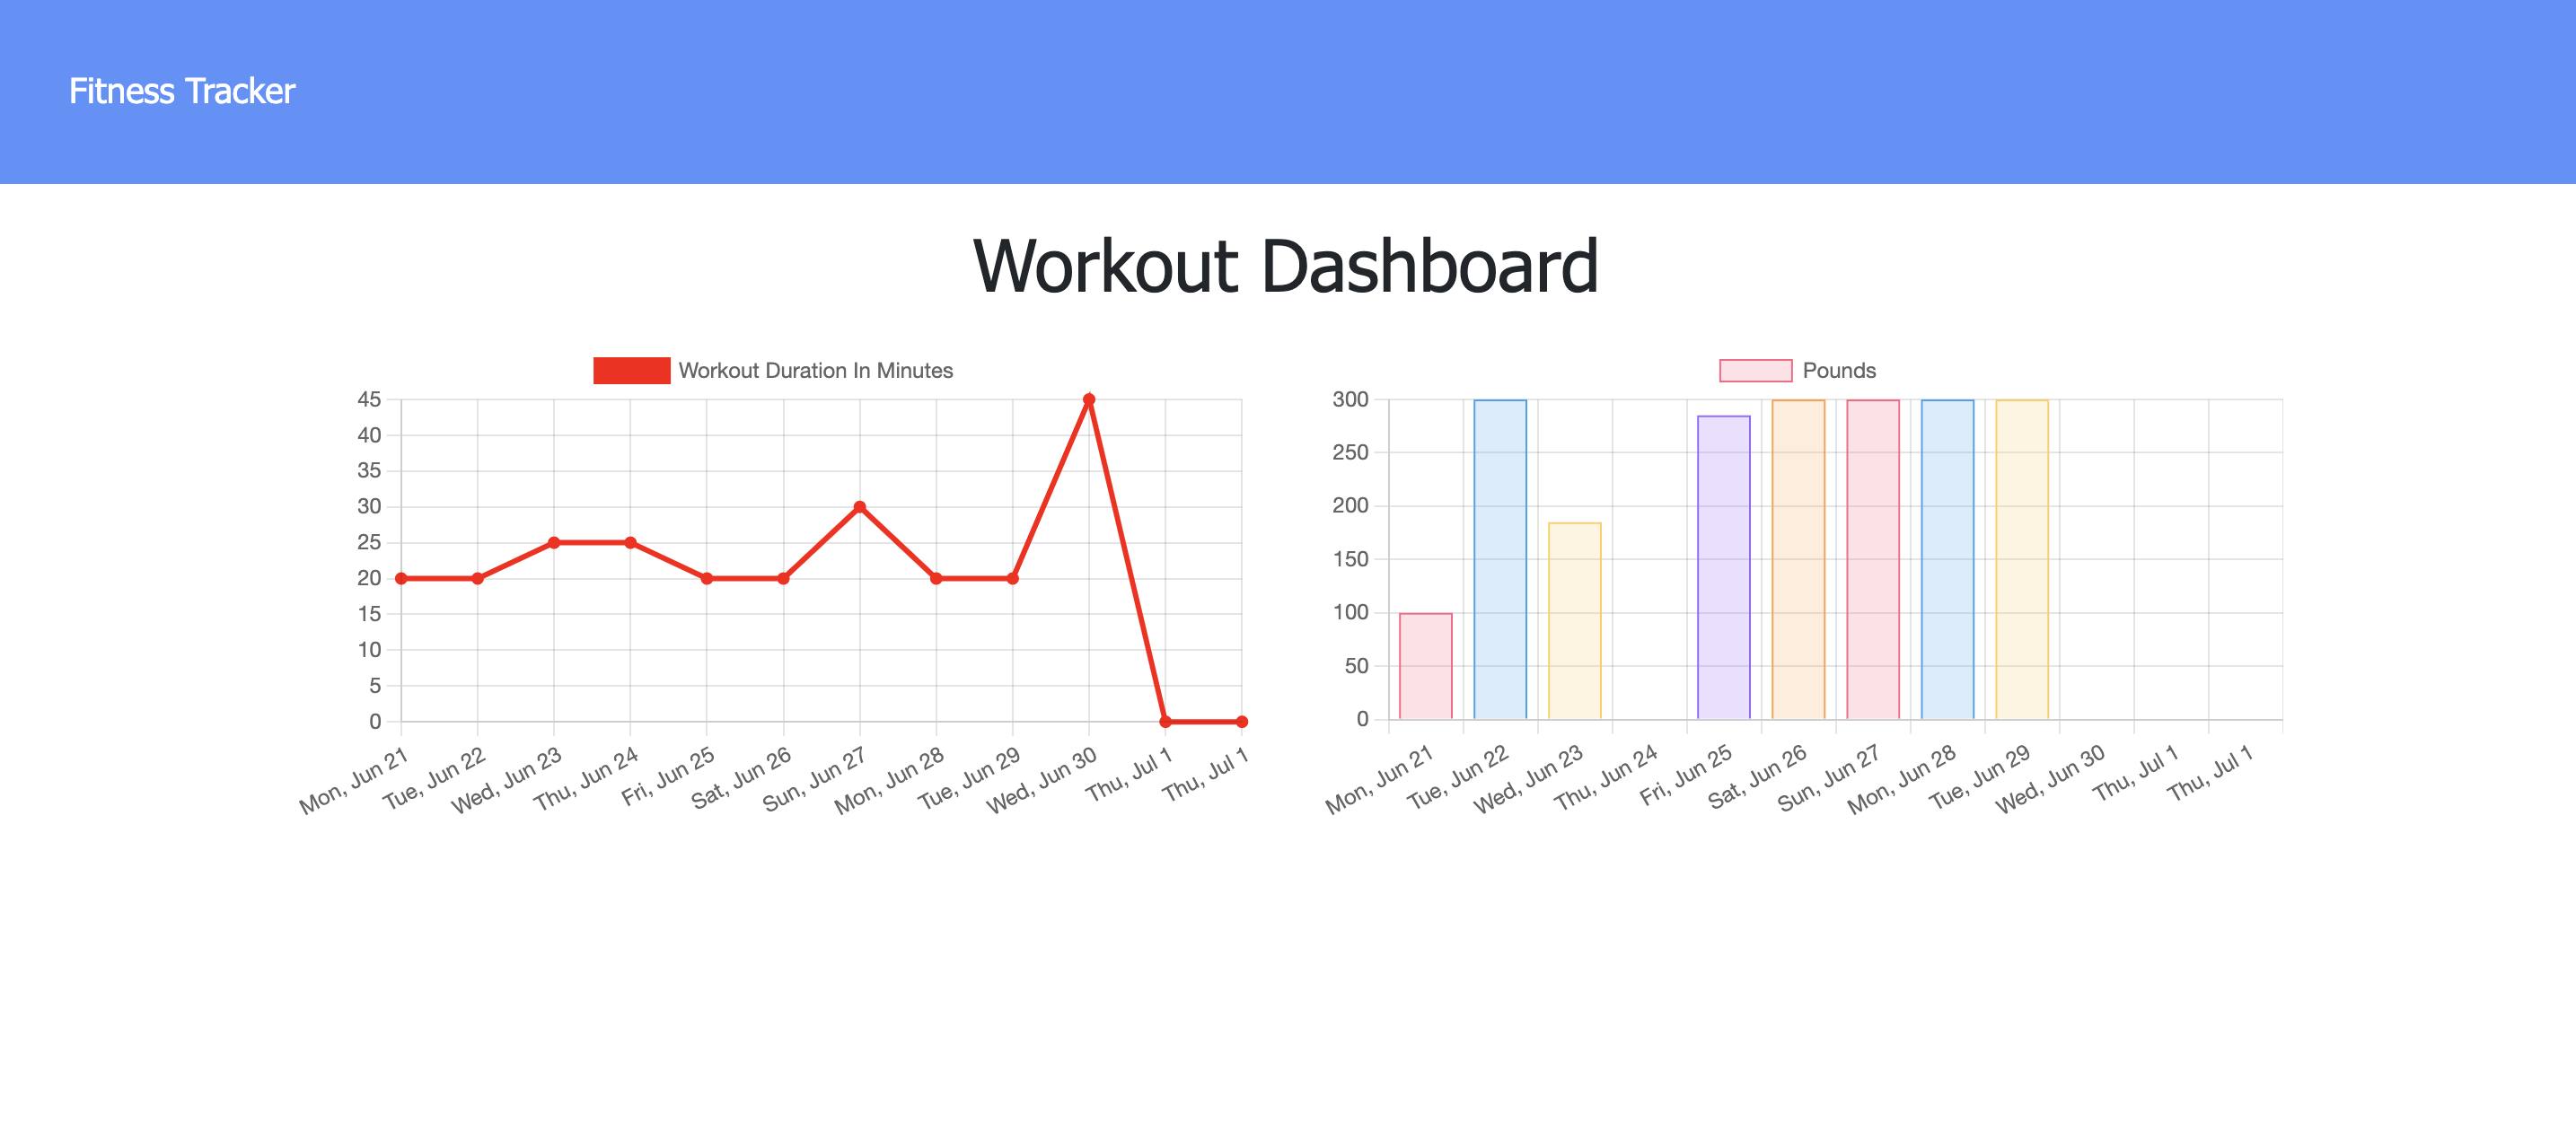 Fitness Tracker
Workout Dashboard
Workout Duration In Minutes
45
40
35
30
25
20
15
10
5
0
Mon, Jun 21
Tue, Jun 22
Wed, Jun 23
Thu, Jun 24
Fri, Jun 25
Sat, Jun 26
Sun, Jun 27
Mon, Jun 28
Tue, Jun 29
Wed, Jun 30
Thu, Jul 1
Thu, Jul 1
Pounds
300
250
200
150
100
50
0
Mon, Jun 21
Tue, Jun 22
Wed, Jun 23
Thu, Jun 24
Fri, Jun 25
Sat, Jun 26
Sun, Jun 27
Mon, Jun 28
Tue, Jun 29
Wed, Jun 30
Thu, Jul 1
Thu, Jul 1